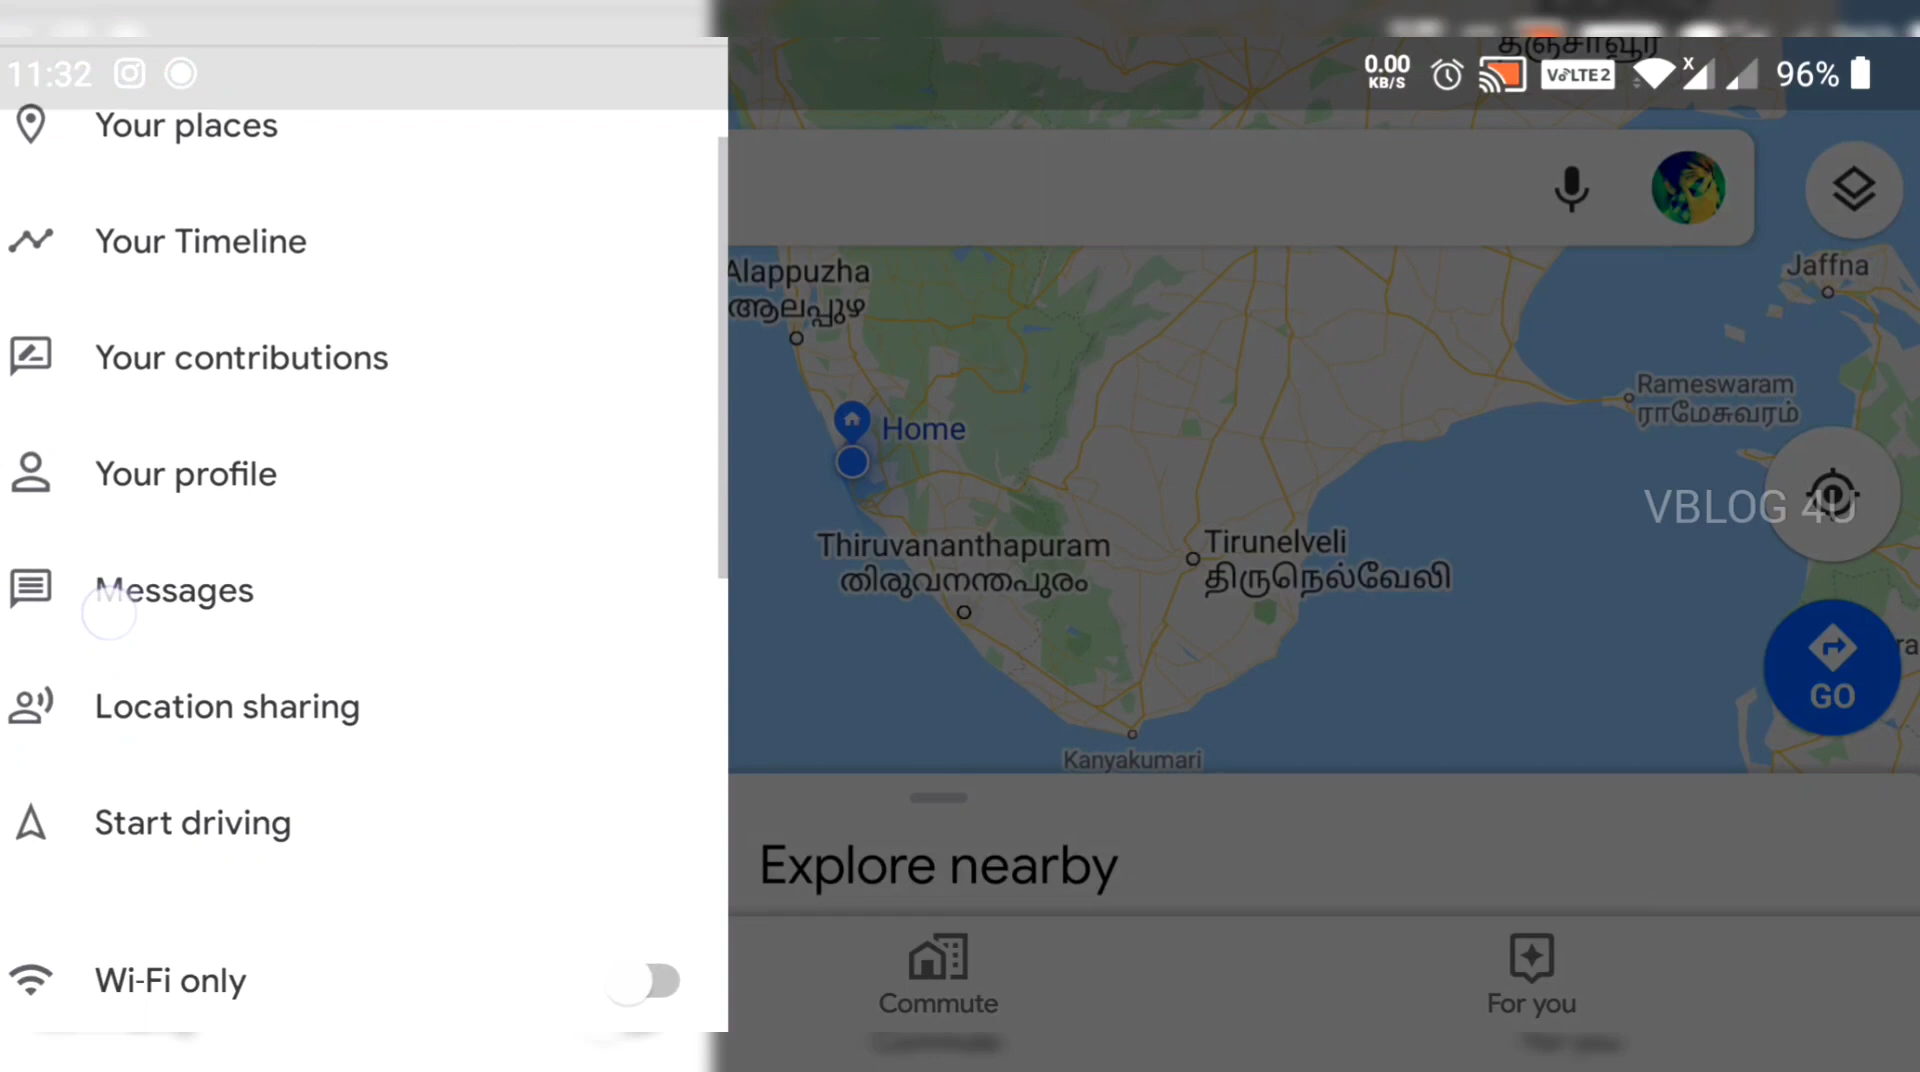 11:32
0.00
KB/S
VoLTE2
96%
தஞ்சாவூர்
Your places
Your Timeline
Your contributions
Your profile
Messages
Location sharing
Start driving
Wi-Fi only
Alappuzha
ആലപ്പുഴ
Jaffna
Rameswaram
ராமேசுவரம்
Home
VBLOG 4U
Thiruvananthapuram
തിരുവനന്തപുരം
Tirunelveli
திருநெல்வேலி
GO
Kanyakumari
Explore nearby
Commute
For you